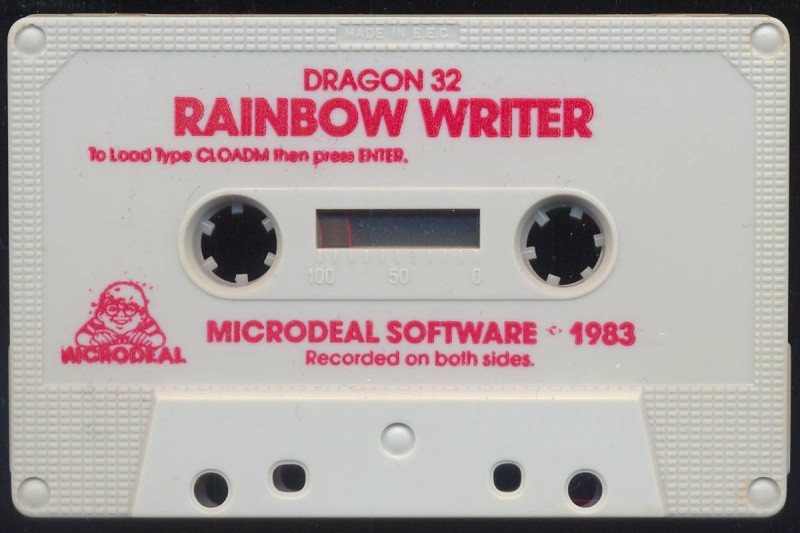 MADE IN E.E.C.
DRAGON 32
RAINBOW WRITER
To Load Type CLOADM then press ENTER.
100 50 0
MICRODEAL
MICRODEAL SOFTWARE © 1983
Recorded on both sides.